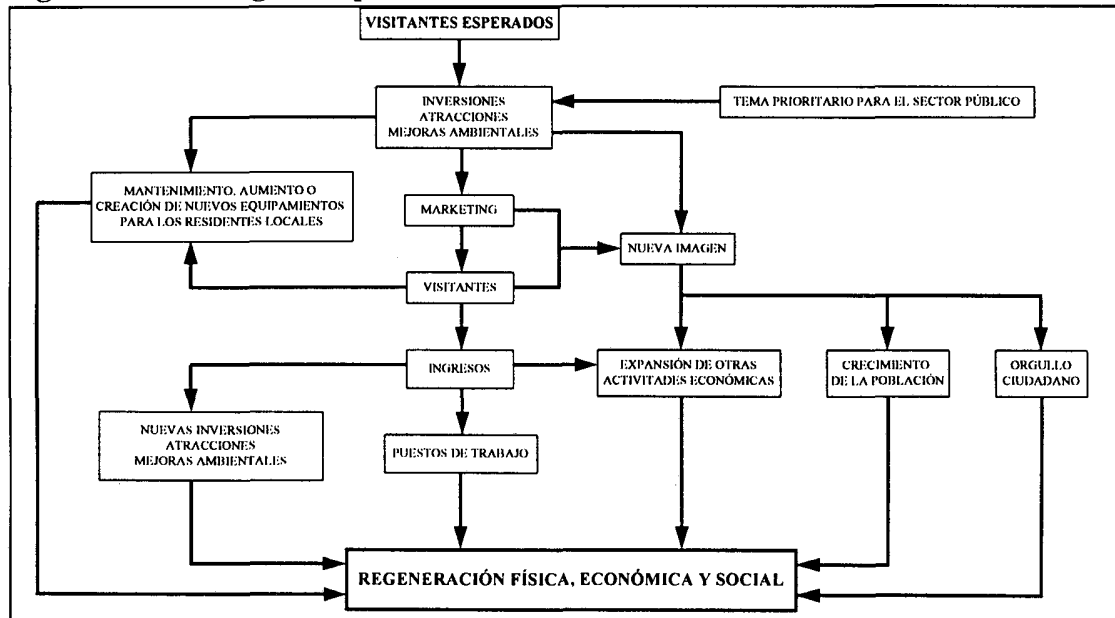 VISITANTES ESPERADOS
INVERSIONES
ATRACCIONES
MEJORAS AMBIENTALES
TEMA PRIORITARIO PARA EL SECTOR PÚBLICO
MANTENIMIENTO, AUMENTO O
CREACIÓN DE NUEVOS EQUIPAMIENTOS
PARA LOS RESIDENTES LOCALES
MARKETING
NUEVA IMAGEN
VISITANTES
INGRESOS
EXPANSIÓN DE OTRAS
ACTIVITADES ECONÓMICAS
CRECIMIENTO
DE LA POBLACIÓN
ORGULLO
CIUDADANO
NUEVAS INVERSIONES
ATRACCIONES
MEJORAS AMBIENTALES
PUESTOS DE TRABAJO
REGENERACIÓN FÍSICA, ECONÓMICA Y SOCIAL